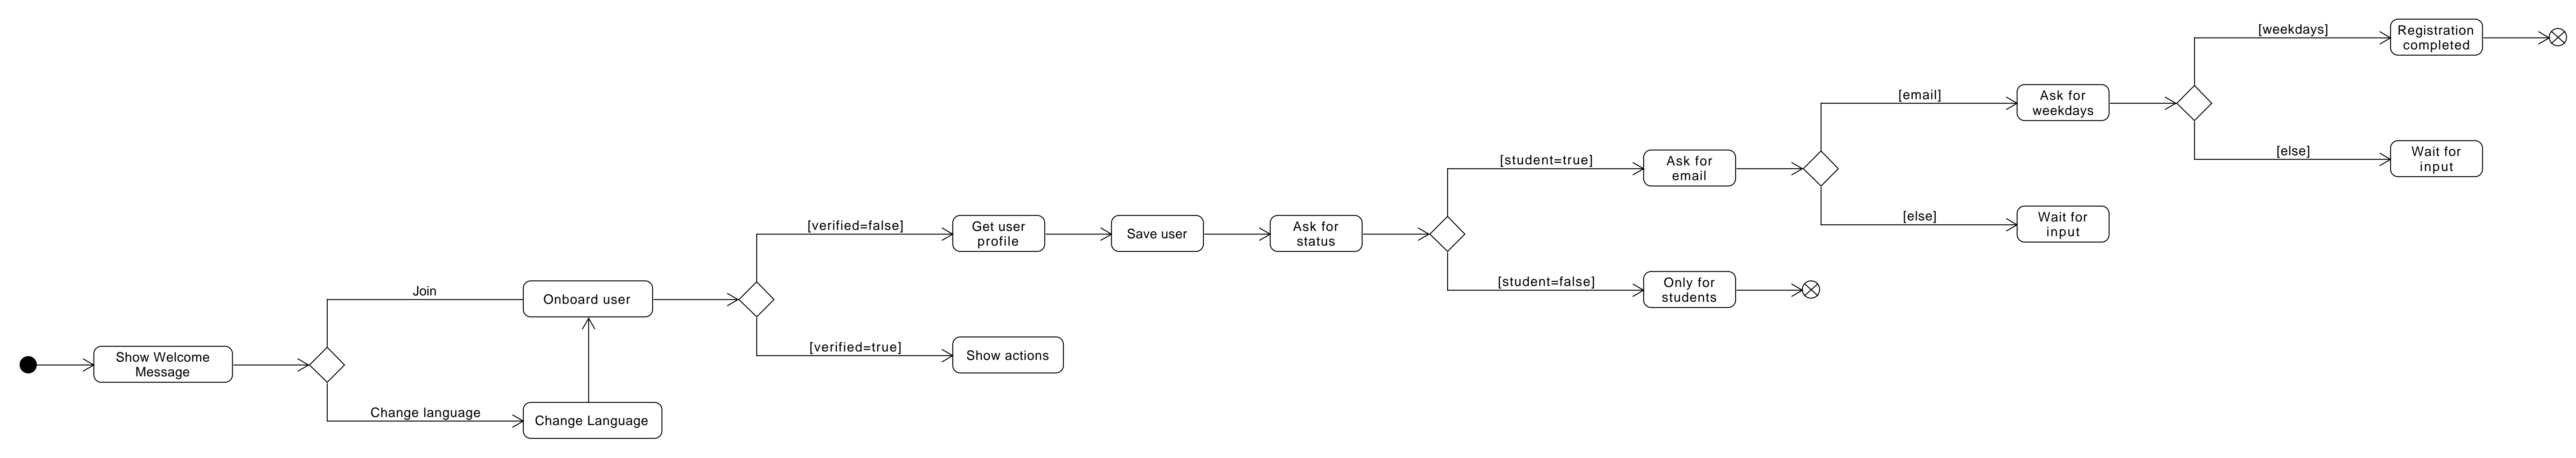 [weekdays]
Registration
completed
[email]
Ask for
weekdays
[else]
Wait for
input
[student=true]
Ask for
email
[else]
Wait for
input
[verified=false]
Get user
profile
Save user
Ask for
status
[student=false]
Only for
students
Join
Onboard user
[verified=true]
Show actions
Show Welcome
Message
Change language
Change Language